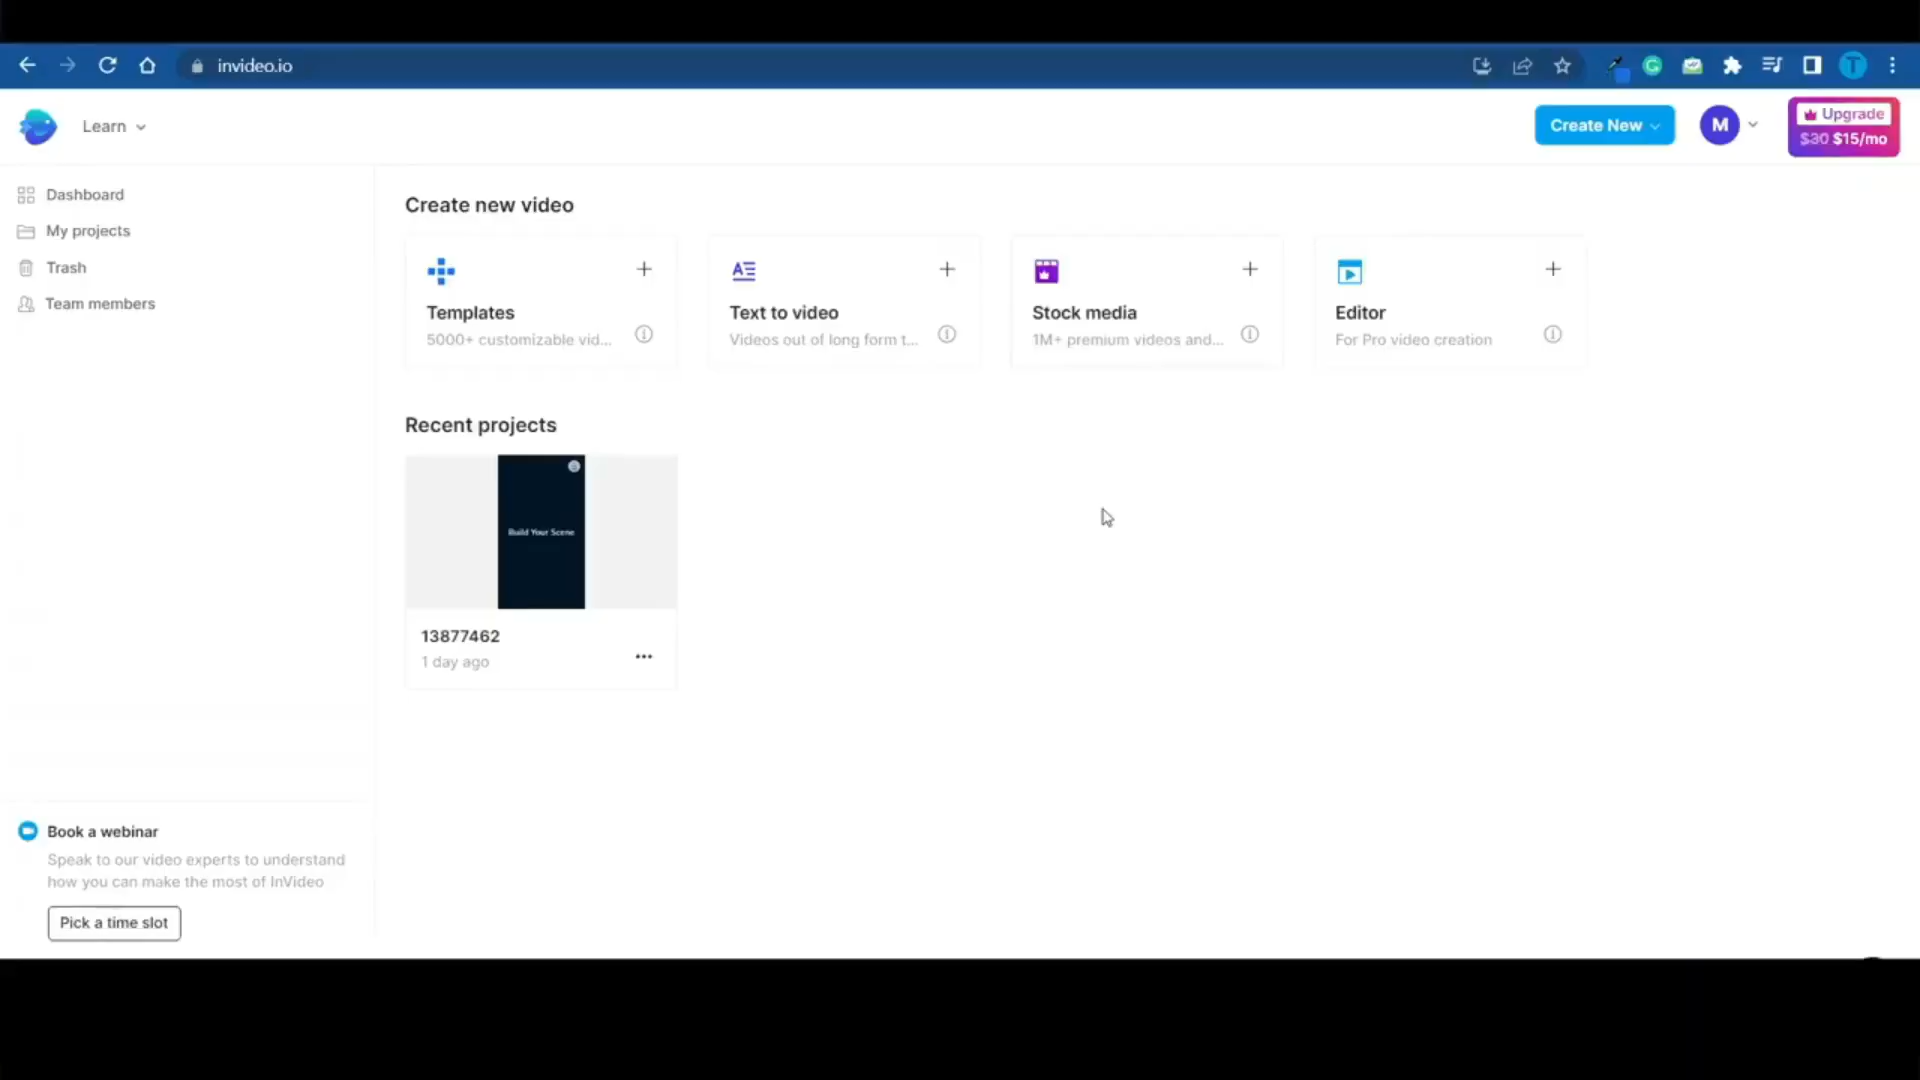 invideo.io
T
Learn
Create New
M
Upgrade
$30 $15/mo
Dashboard
My projects
Trash
Team members
Create new video
Templates
5000+ customizable vid...
Text to video
Videos out of long form t...
Stock media
1M+ premium videos and...
Editor
For Pro video creation
Recent projects
Build Your Scene
13877462
1 day ago
Book a webinar
Speak to our video experts to understand
how you can make the most of InVideo
Pick a time slot